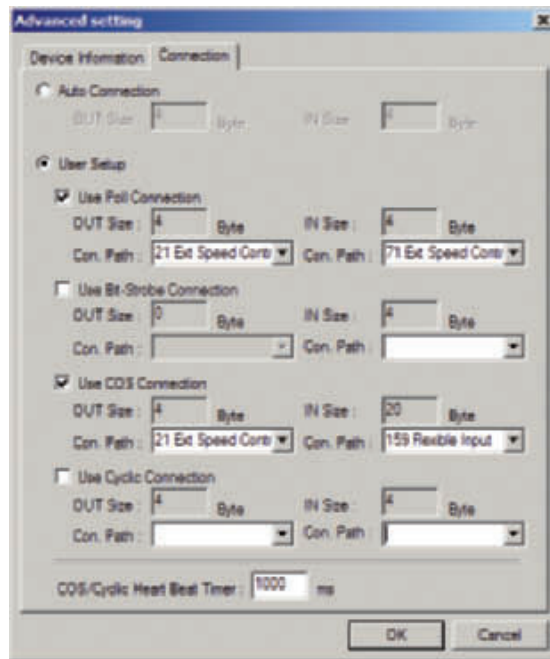 Advanced setting
Device Information Connection
Auto Connection
OUT Size : 4 Byte IN Size : 4 Byte
User Setup
Use Poll Connection
OUT Size : 4 Byte IN Size : 4 Byte
Con. Path : 21 Ext Speed Contr Con. Path : 71 Ext Speed Contr
Use Bit-Strobe Connection
OUT Size : 0 Byte IN Size : 4 Byte
Con. Path : Con. Path :
Use COS Connection
OUT Size : 4 Byte IN Size : 20 Byte
Con. Path : 21 Ext Speed Contr Con. Path : 159 Flexible Input
Use Cyclic Connection
OUT Size : 4 Byte IN Size : 4 Byte
Con. Path : Con. Path :
COS/Cyclic Heart Beat Timer : 1000 ms
OK Cancel